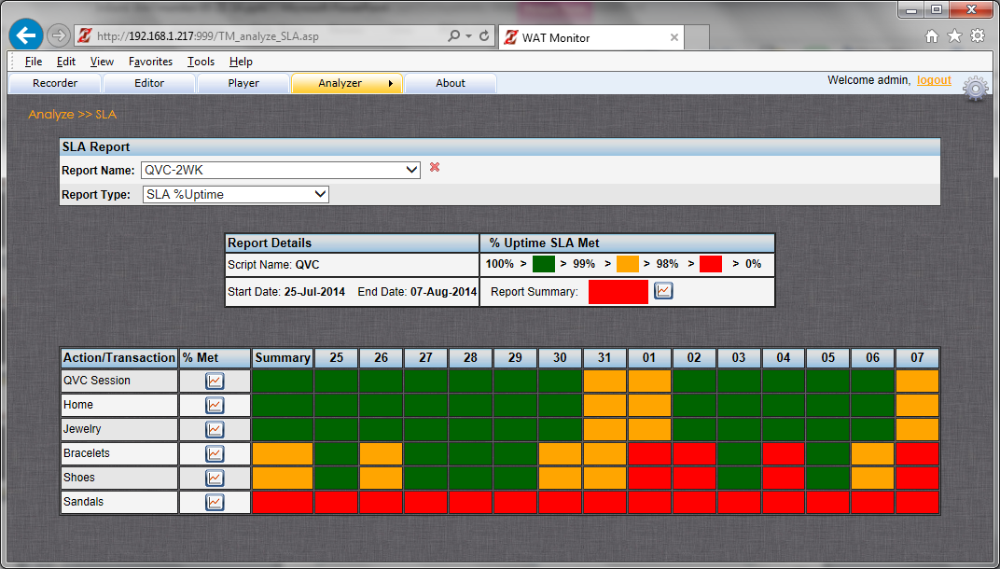 http://192.168.1.217:999/TM_analyze_SLA.asp WAT Monitor
File Edit View Favorites Tools Help
Recorder Editor Player Analyzer About Welcome admin, logout
Analyze >> SLA
SLA Report
Report Name: QVC-2WK
Report Type: SLA %Uptime
Report Details % Uptime SLA Met
Script Name: QVC 100% > > 99% > > 98% > > 0%
Start Date: 25-Jul-2014 End Date: 07-Aug-2014 Report Summary:
Action/Transaction % Met Summary 25 26 27 28 29 30 31 01 02 03 04 05 06 07
QVC Session
Home
Jewelry
Bracelets
Shoes
Sandals